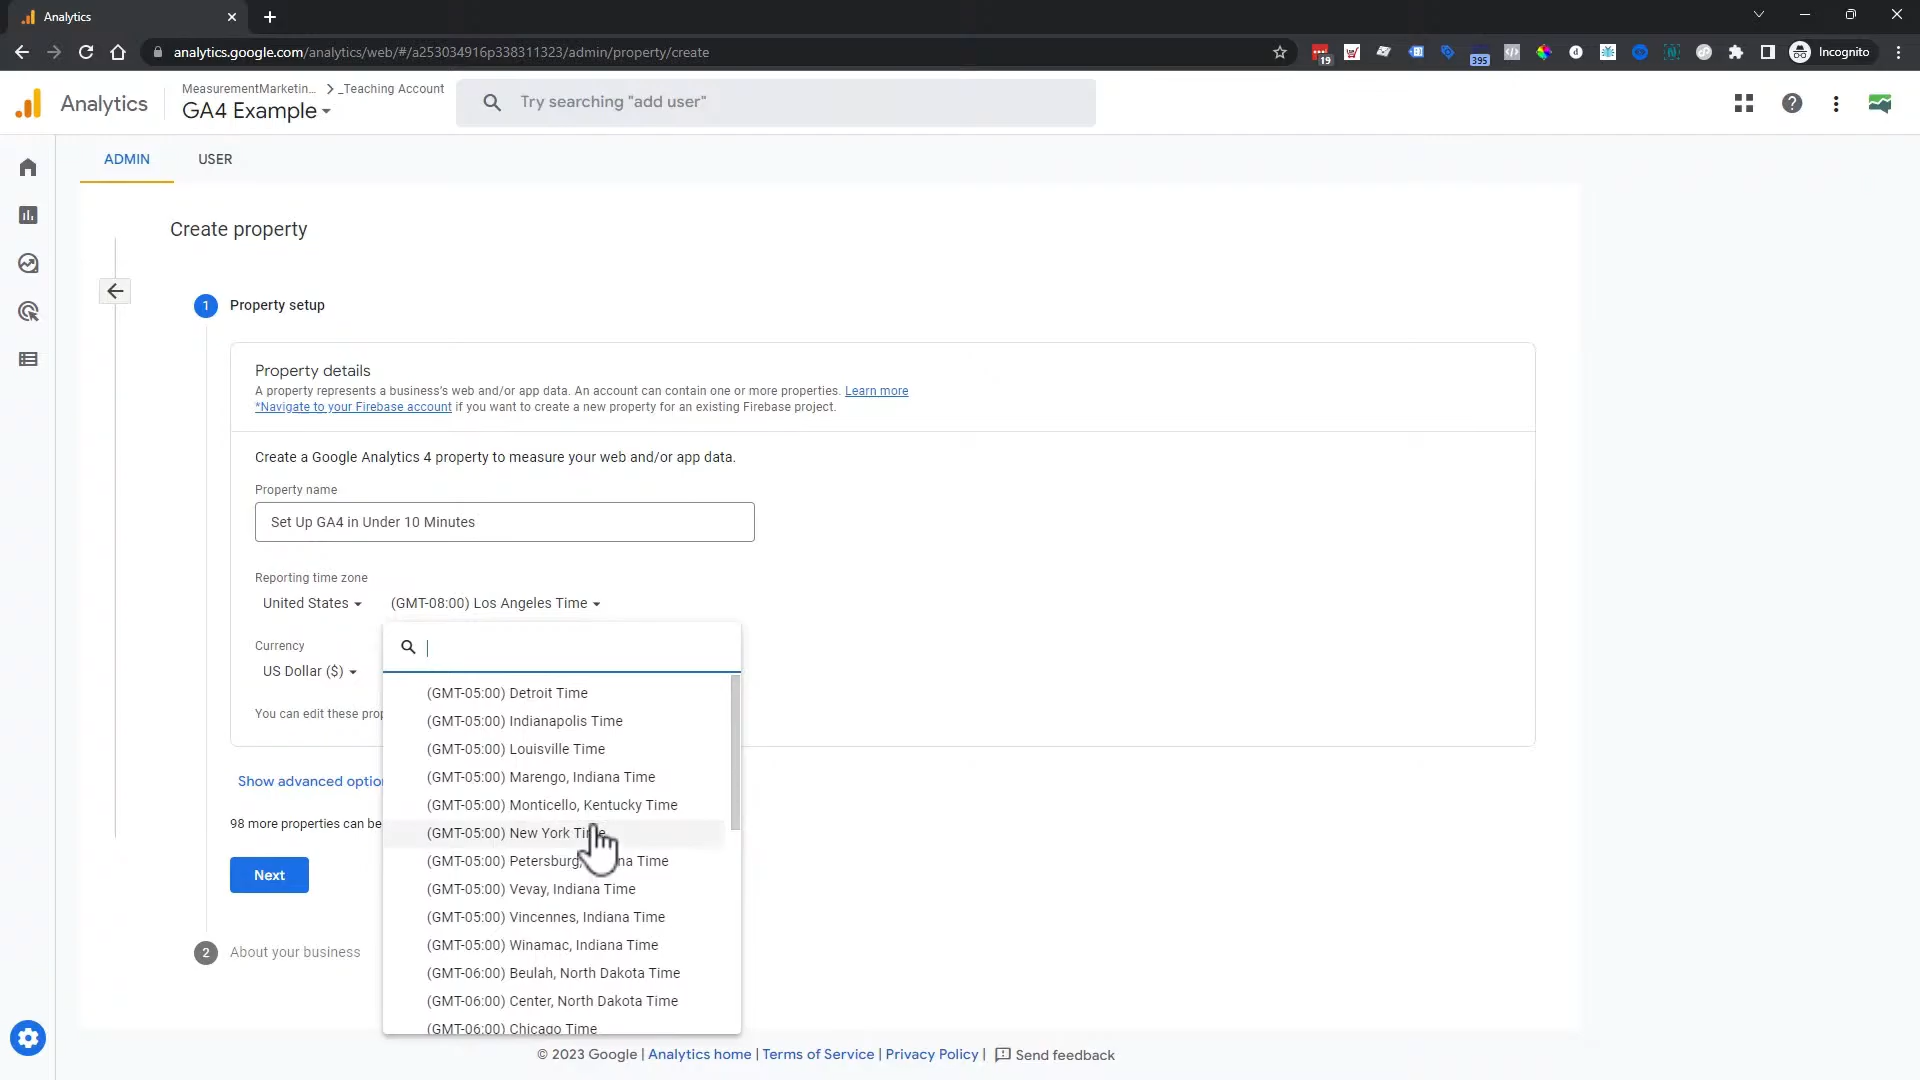 Analytics
analytics.google.com/analytics/web/#/a253034916p338311323/admin/property/create
19
395
Incognito
Analytics
MeasurementMarketin... > _Teaching Account
GA4 Example
Try searching "add user"
ADMIN
USER
Create property
1
Property setup
Property details
A property represents a business's web and/or app data. An account can contain one or more properties. Learn more
*Navigate to your Firebase account if you want to create a new property for an existing Firebase project.
Create a Google Analytics 4 property to measure your web and/or app data.
Property name
Set Up GA4 in Under 10 Minutes
Reporting time zone
United States
(GMT-08:00) Los Angeles Time
Currency
US Dollar ($)
You can edit these
(GMT-05:00) Detroit Time
(GMT-05:00) Indianapolis Time
(GMT-05:00) Louisville Time
(GMT-05:00) Marengo, Indiana Time
(GMT-05:00) Monticello, Kentucky Time
(GMT-05:00) New York
(GMT-05:00) Petersburg, Time
(GMT-05:00) Vevay, Indiana Time
(GMT-05:00) Vincennes, Indiana Time
(GMT-05:00) Winamac, Indiana Time
(GMT-06:00) Beulah, North Dakota Time
(GMT-06:00) Center, North Dakota Time
(GMT-06:00) Chicago Time
Show advanced
98 more properties can be
Next
2
About your business
© 2023 Google | Analytics home | Terms of Service | Privacy Policy | Send feedback